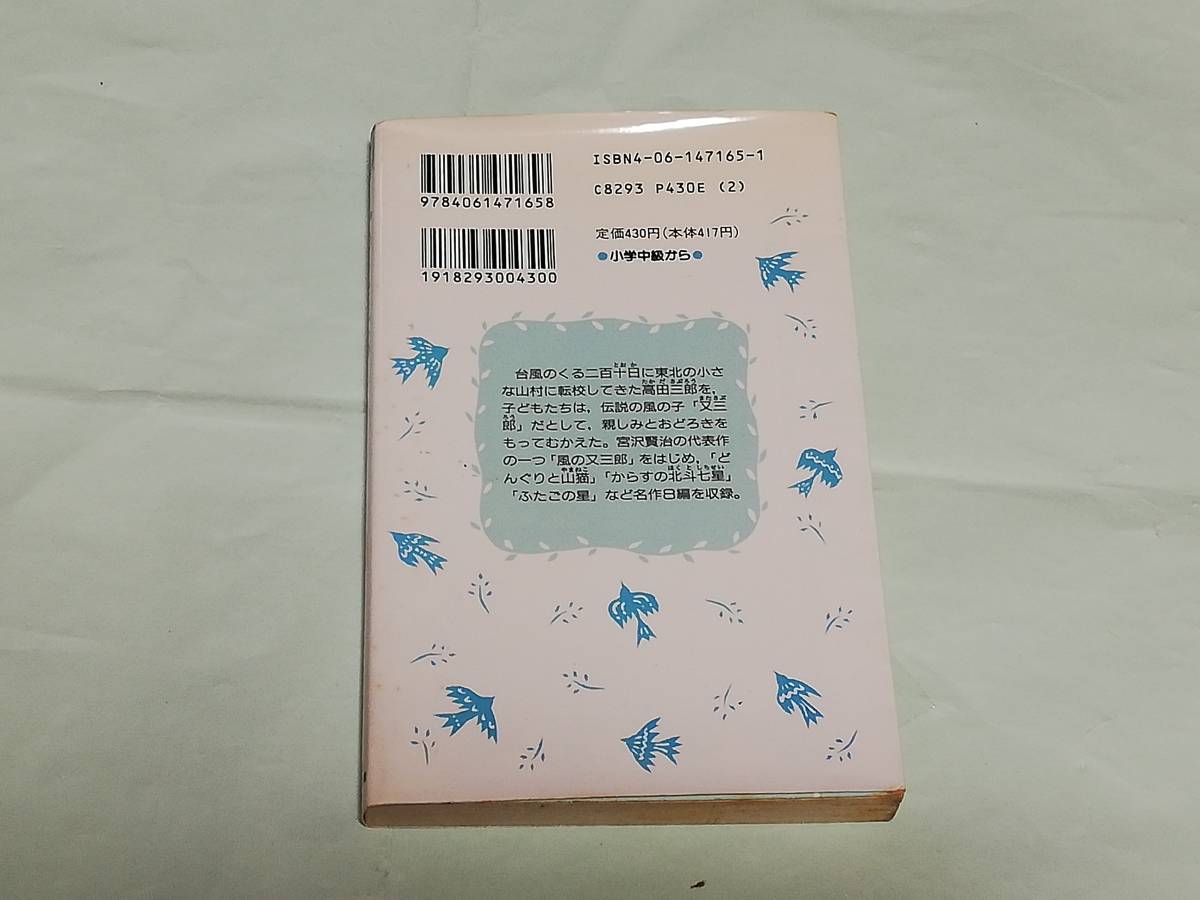 ISBN4-06-147165-1
C8293 P430E (2)
9784061471658
定価430円(本体417円)
●小学中級から●
1918293004300
台風のくる二百十日に東北の小さ
な山村に転校してきた高田三郎を，
子どもたちは，伝説の風の子「又三
郎」だとして，親しみとおどろきを
もってむかえた。宮沢賢治の代表作
の一つ「風の又三郎」をはじめ，「ど
んぐりと山猫」「からすの北斗七星」
「ふたごの星」など名作8編を収録。